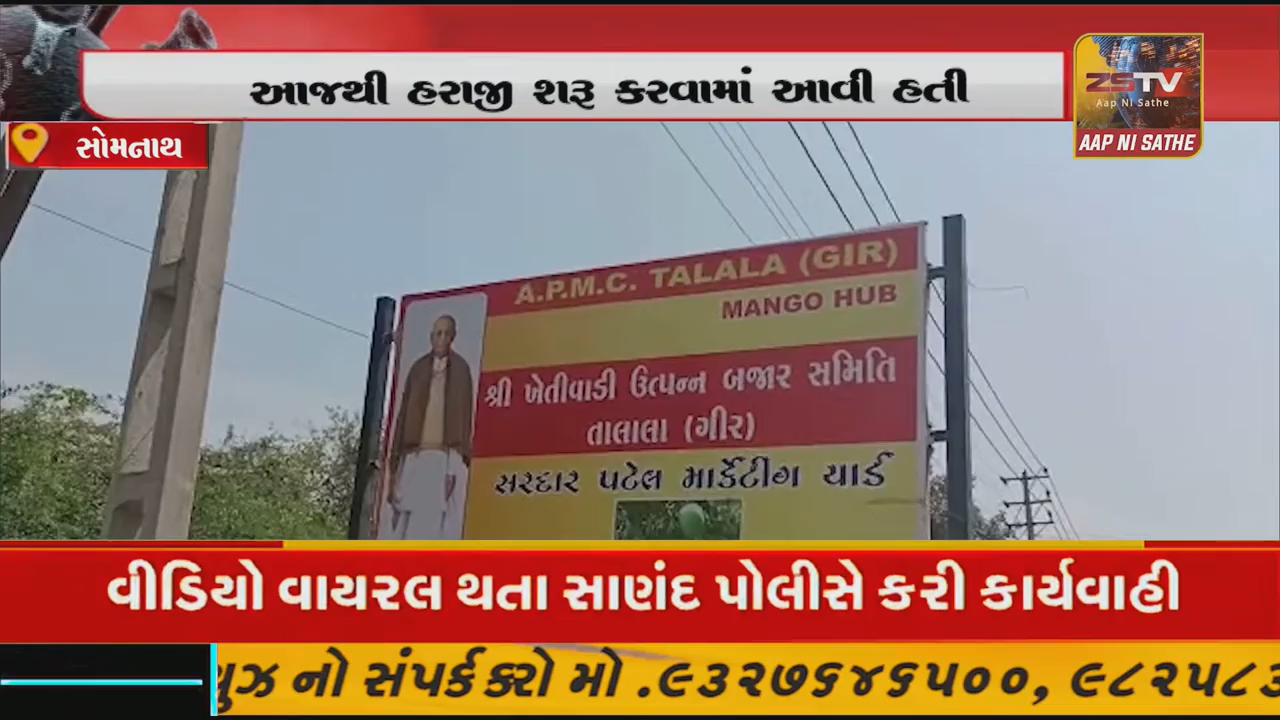 આજથી હરાજી શરૂ કરવામાં આવી હતી
ZSTV
Aap Ni Sathe
AAP NI SATHE
સોમનાથ
A.P.M.C. TALALA (GIR)
MANGO HUB
શ્રી ખેતીવાડી ઉત્પન્ન બજાર સમિતિ
તાલાલા (ગીર)
સરદાર પટેલ માર્કેટીંગ યાર્ડ
વીડિયો વાયરલ થતા સાણંદ પોલીસે કરી કાર્યવાહી
નો સંપર્ક કરો મો .૯૩૨૭૬૪૬૫૦૦,